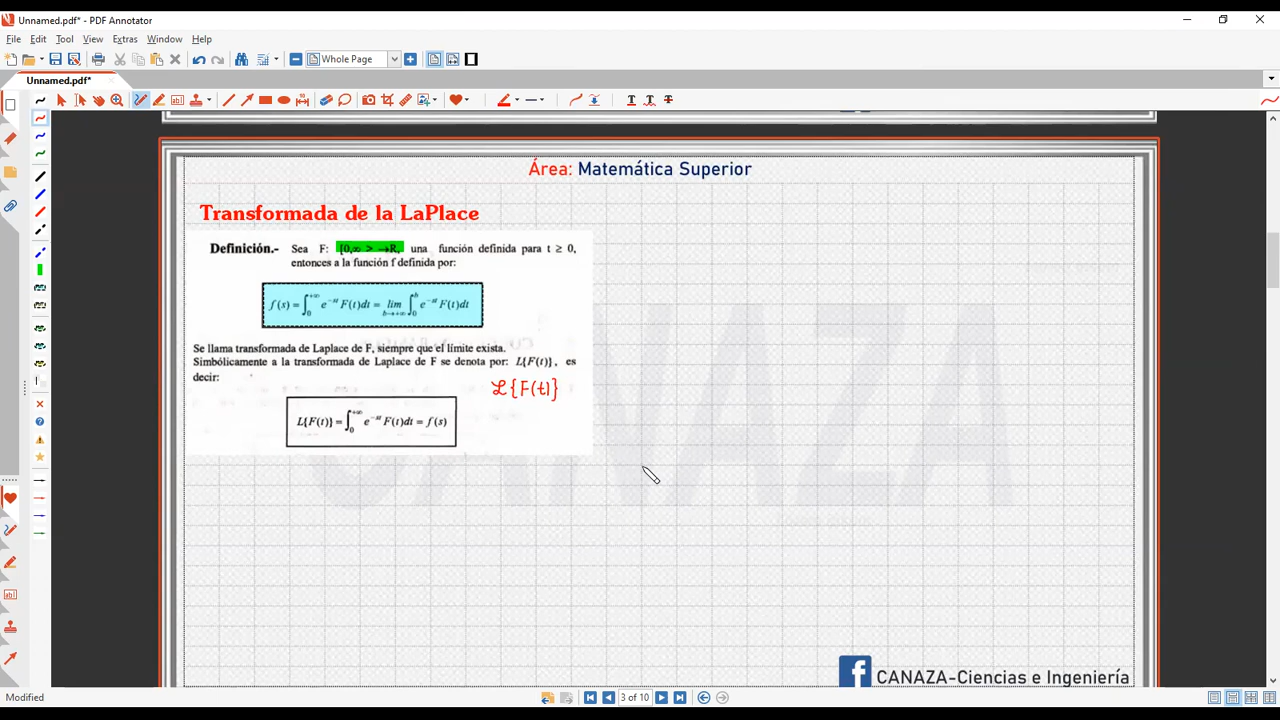 Unnamed.pdf* - PDF Annotator
File Edit Tool View Extras Window Help
Whole Page
Unnamed.pdf*
Área: Matemática Superior
Transformada de la LaPlace
Definición.- Sea F: [0,∞ > →R, una función definida para t ≥ 0,
entonces a la función f definida por:
f(s) = ∫₀^{+∞} e^{-st} F(t)dt = lim_{b→+∞} ∫₀^b e^{-st} F(t)dt
Se llama transformada de Laplace de F, siempre que el límite exista.
Simbólicamente a la transformada de Laplace de F se denota por: L{F(t)}, es
decir:
ℒ{F(t)}
L{F(t)} = ∫₀^{+∞} e^{-st} F(t)dt = f(s)
CANAZA
CANAZA-Ciencias e Ingeniería
Modified
3 of 10